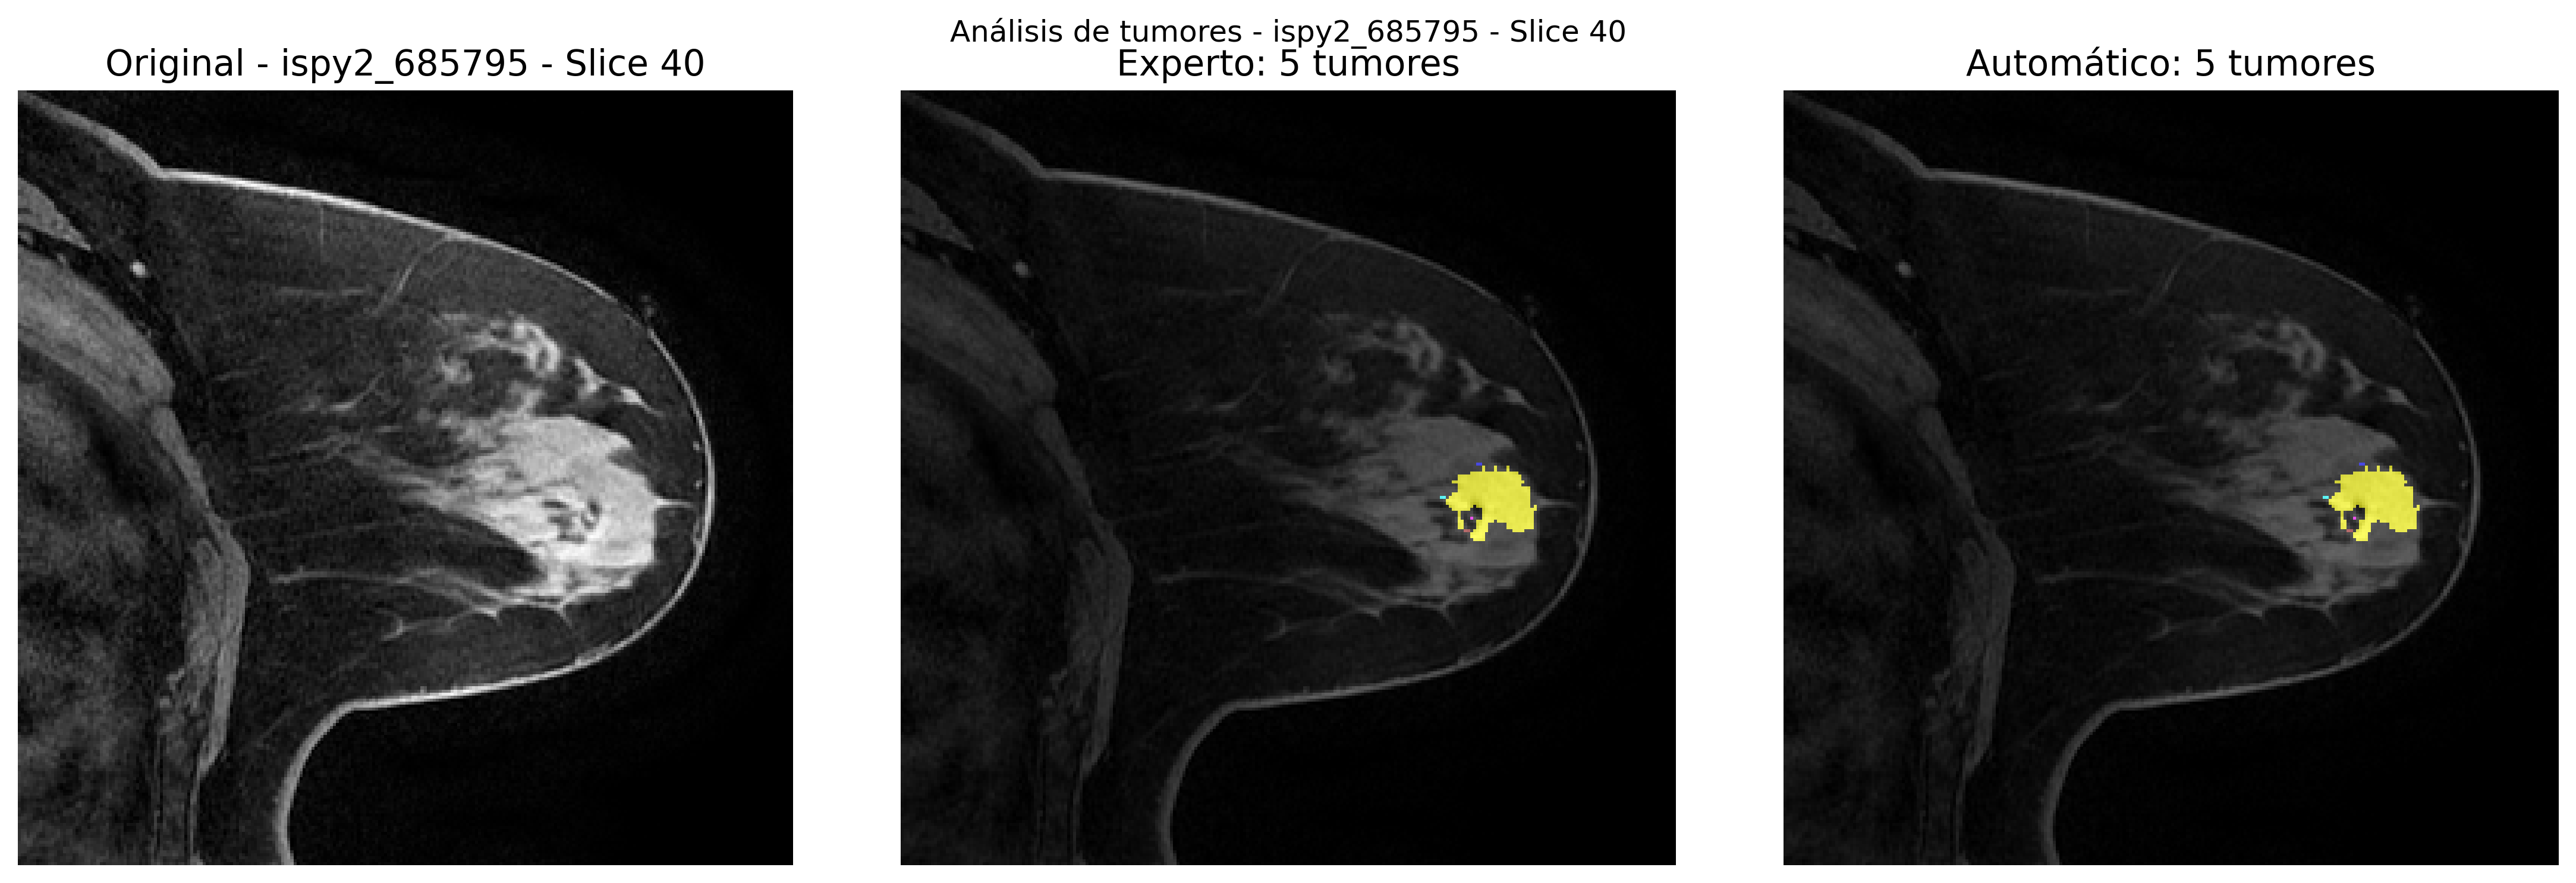 Análisis de tumores - ispy2_685795 - Slice 40
Original - ispy2_685795 - Slice 40
Experto: 5 tumores
Automático: 5 tumores